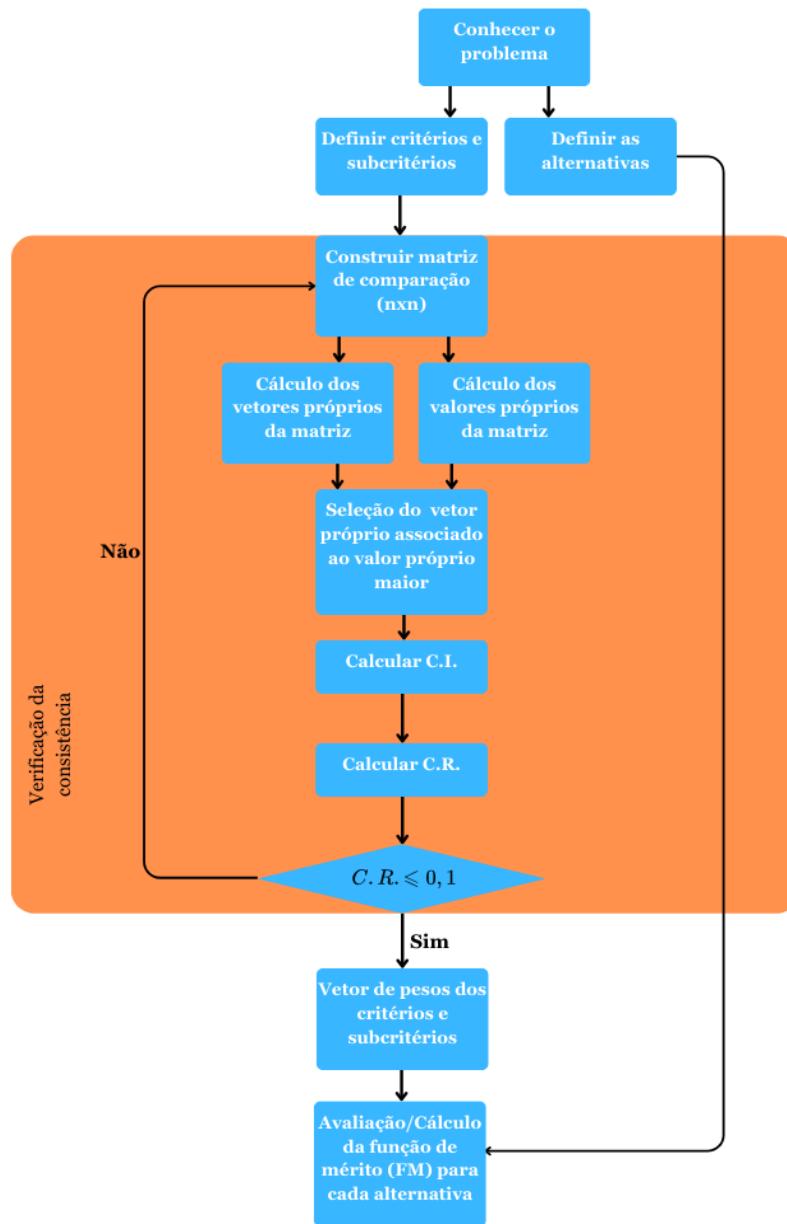 Conhecer o
problema
Definir critérios e
subcritérios
Definir as
alternativas
Construir matriz
de comparação
(nxn)
Cálculo dos
vetores próprios
da matriz
Cálculo dos
valores próprios
da matriz
Seleção do vetor
próprio associado
ao valor próprio
maior
Não
Calcular C.I.
Verificação da
consistência
Calcular C.R.
C.R. ⩽ 0,1
Sim
Vetor de pesos dos
critérios e
subcritérios
Avaliação/Cálculo
da função de
mérito (FM) para
cada alternativa